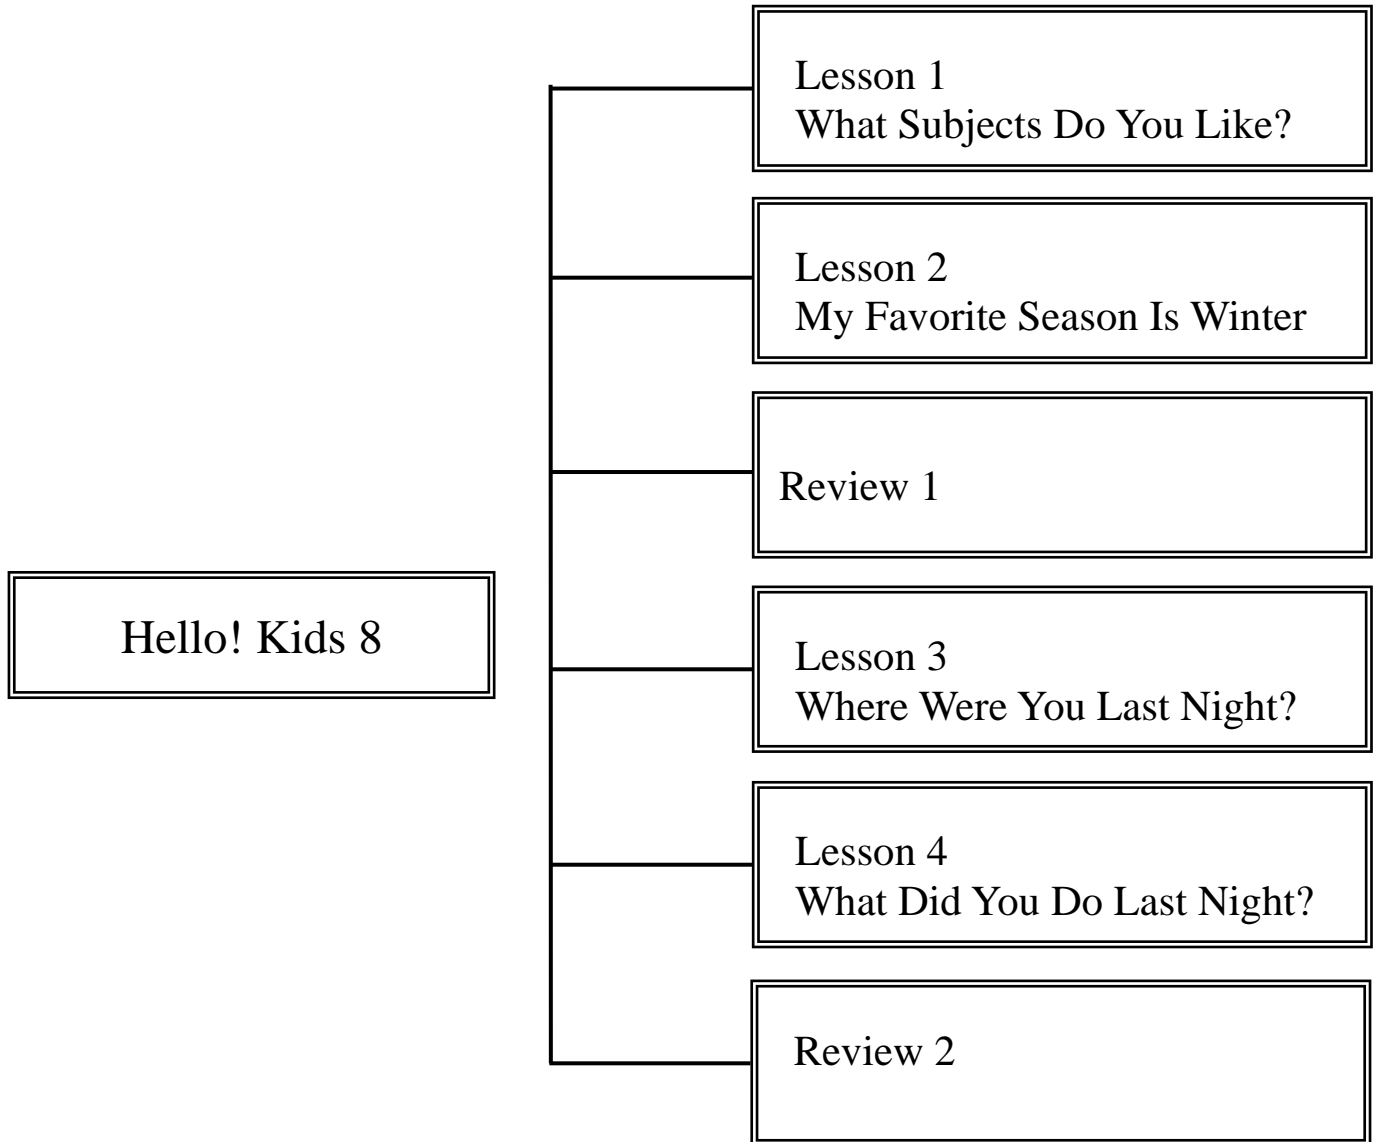 Lesson 1
What Subjects Do You Like?
Lesson 2
My Favorite Season Is Winter
Review 1
Hello! Kids 8
Lesson 3
Where Were You Last Night?
Lesson 4
What Did You Do Last Night?
Review 2